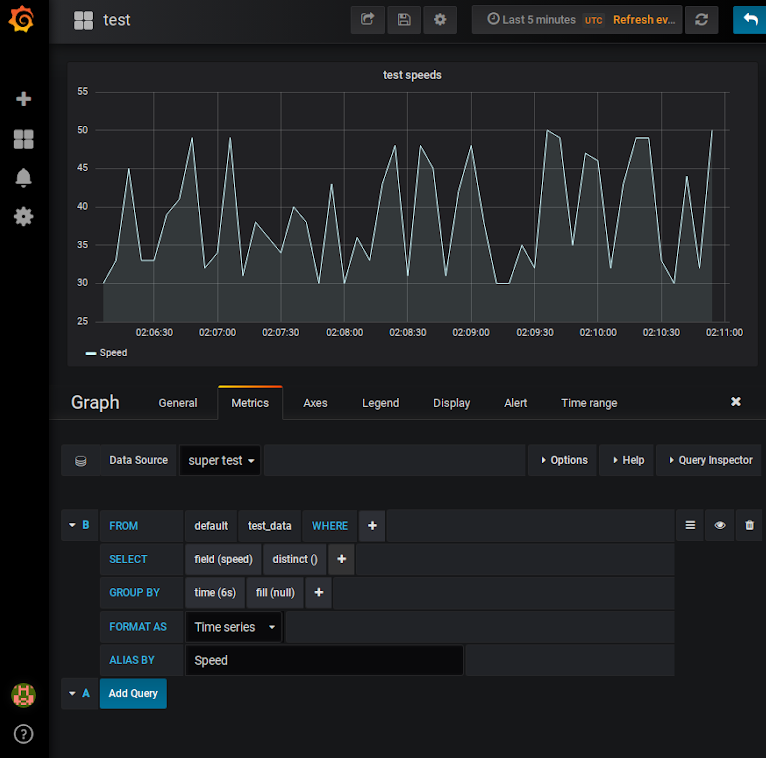 test
Last 5 minutes UTC Refresh ev...
test speeds
55
50
45
40
35
30
25
02:06:30 02:07:00 02:07:30 02:08:00 02:08:30 02:09:00 02:09:30 02:10:00 02:10:30 02:11:00
Speed
Graph General Metrics Axes Legend Display Alert Time range
Data Source super test Options Help Query Inspector
B FROM default test_data WHERE +
SELECT field (speed) distinct () +
GROUP BY time (6s) fill (null) +
FORMAT AS Time series
ALIAS BY Speed
A Add Query